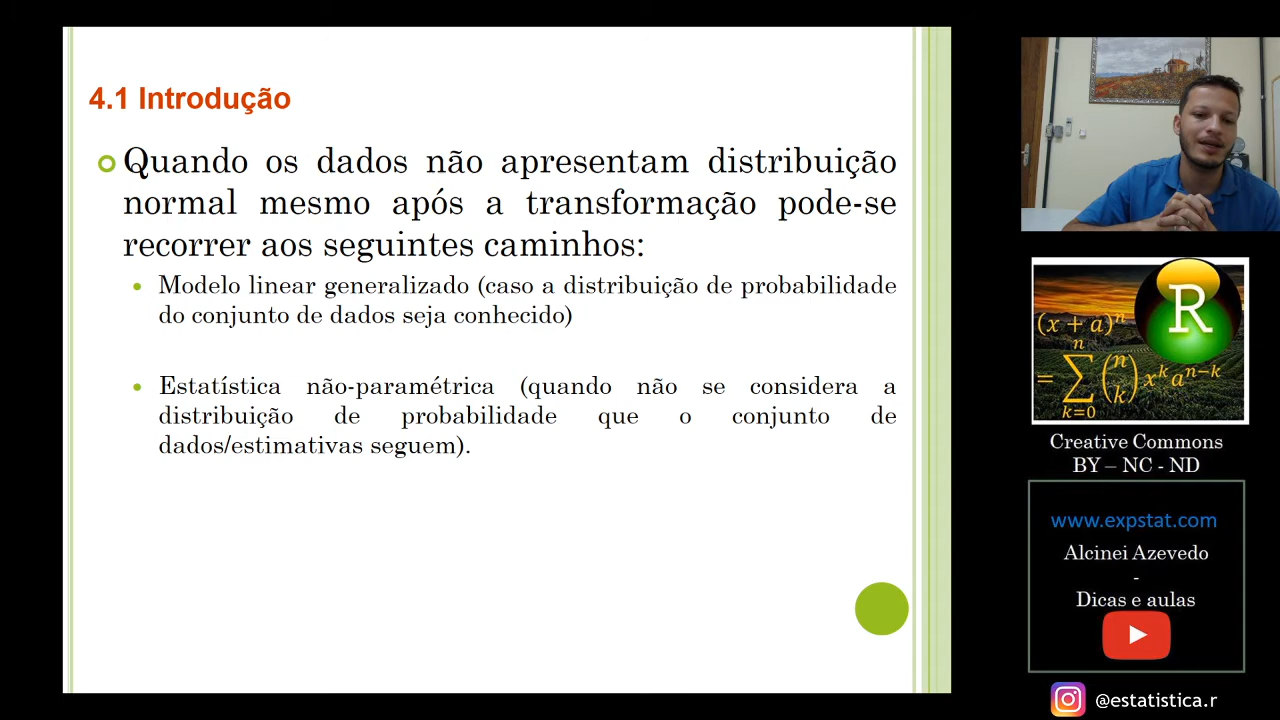 4.1 Introdução
Quando os dados não apresentam distribuição
normal mesmo após a transformação pode-se
recorrer aos seguintes caminhos:
Modelo linear generalizado (caso a distribuição de probabilidade
do conjunto de dados seja conhecido)
Estatística não-paramétrica (quando não se considera a
distribuição de probabilidade que o conjunto de
dados/estimativas seguem).
R
(x + a)^n
= ∑_{k=0}^{n} (n k) x^k a^{n-k}
Creative Commons
BY – NC - ND
www.expstat.com
Alcinei Azevedo
-
Dicas e aulas
@estatistica.r